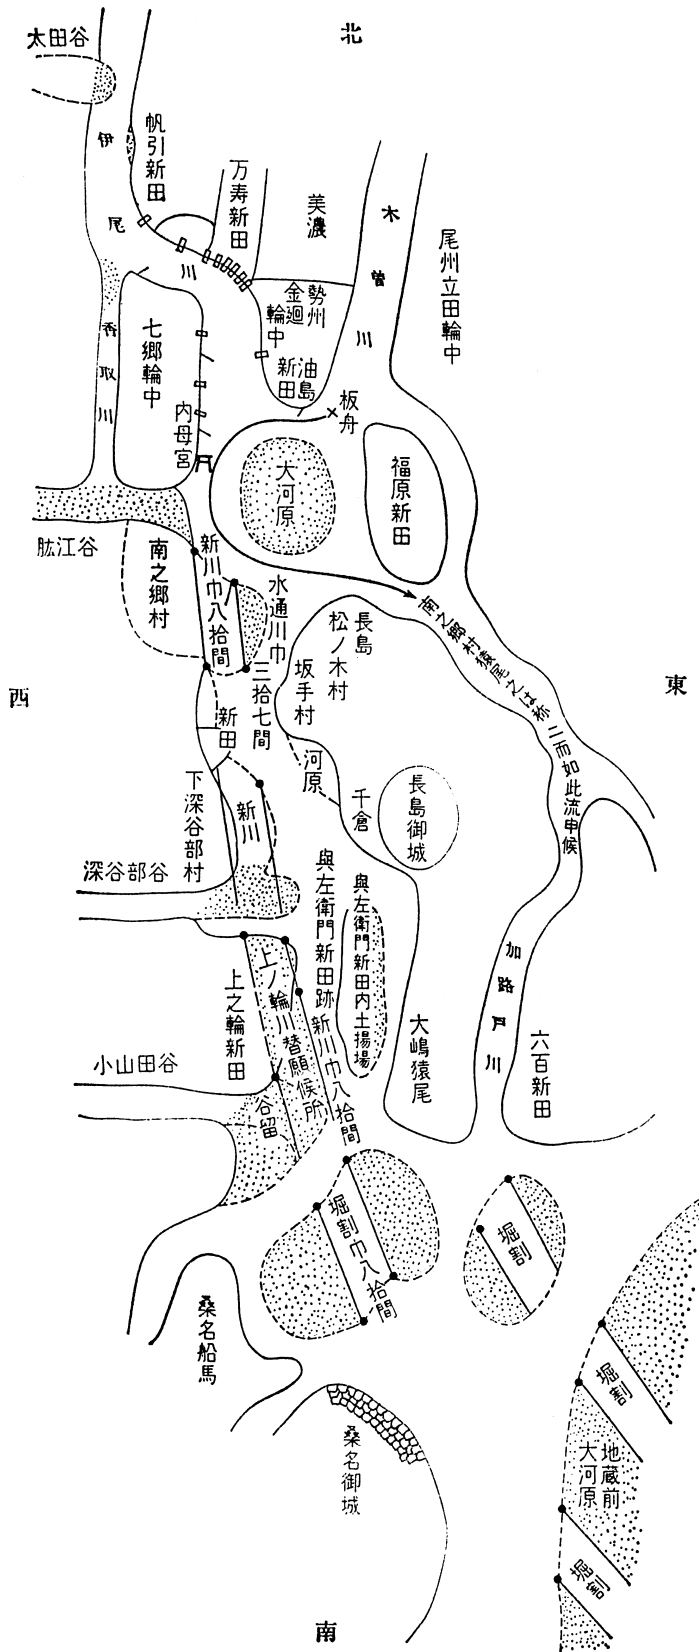 北
太田谷
伊尾川
帆引新田
万寿新田
美濃
木曽川
尾州立田輪中
勢州
金廻
輪中
油島
新田
香取川
七郷輪中
内母宮
板舟
大河原
福原新田
肱江谷
南之郷村
新川巾八拾間
水通川巾
三拾七間
長島
松ノ木村
坂手村
南之郷村猿尾之は称二而如此流申候
西
東
新田
河原
千倉
長島御城
下深谷部村
新川
深谷部谷
與左衛門新田跡
與左衛門新田内土揚場
上之輪新田
上ノ輪川替願候所
新川巾八拾間
加路戸川
大嶋猿尾
六百新田
小山田谷
谷留
堀割巾八拾間
堀割
桑名船馬
桑名御城
堀割
地蔵前
大河原
堀割
南